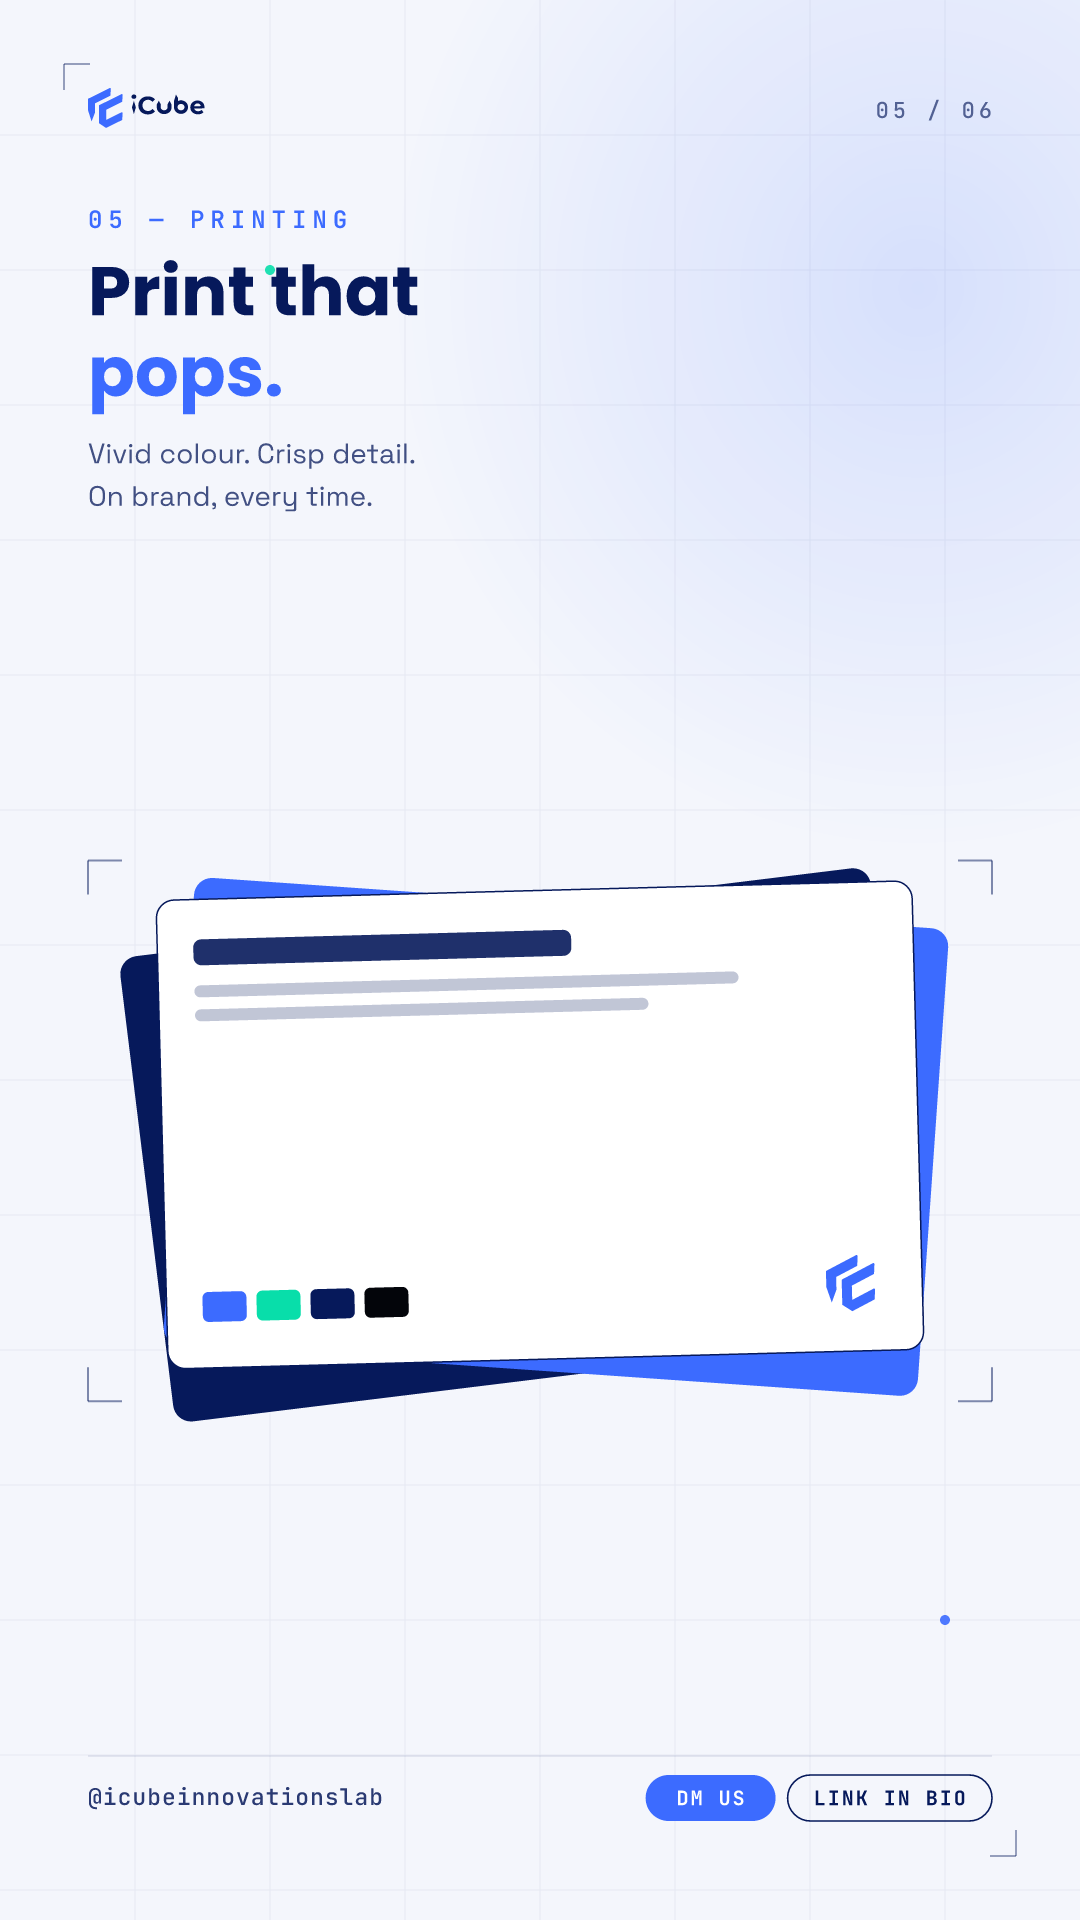 iCube
05 / 06
05 — PRINTING
Print that
pops.
Vivid colour. Crisp detail.
On brand, every time.
@icubeinnovationslab
DM US
LINK IN BIO